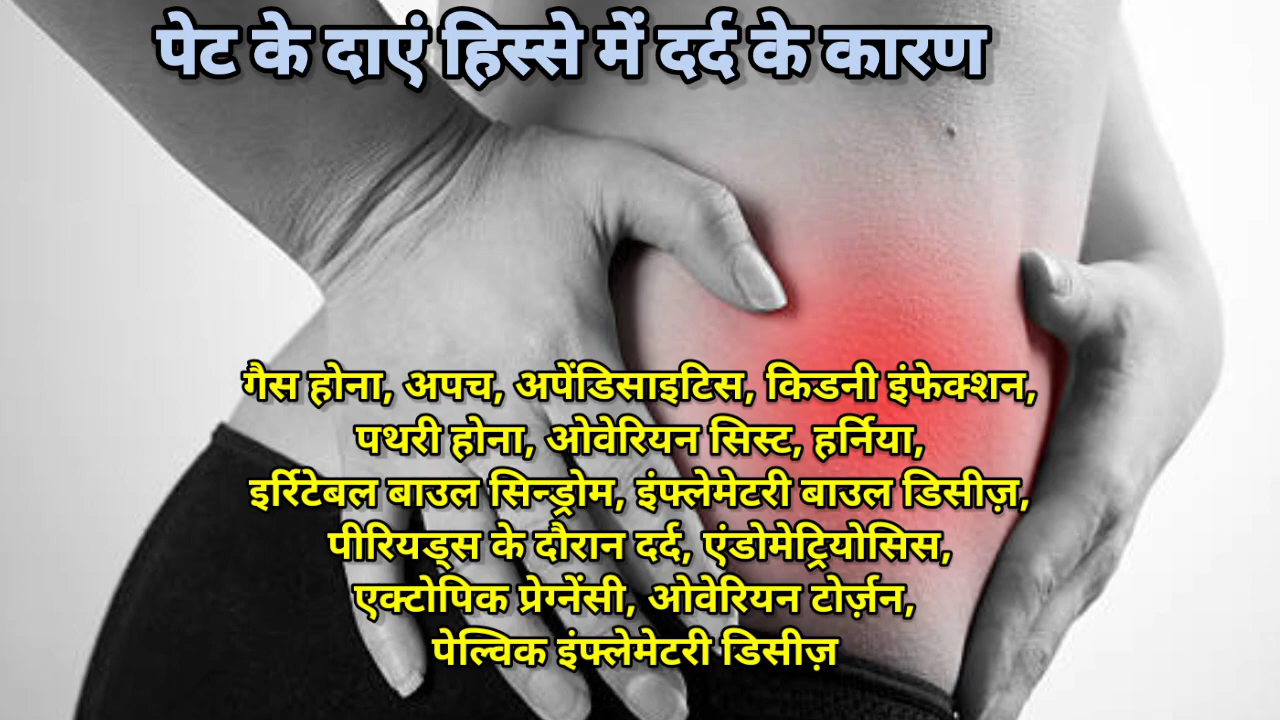 पेट के दाएं हिस्से में दर्द के कारण
गैस होना, अपच, अपेंडिसाइटिस, किडनी इंफेक्शन,
पथरी होना, ओवेरियन सिस्ट, हर्निया,
इर्रिटेबल बाउल सिन्ड्रोम, इंफ्लेमेटरी बाउल डिसीज़,
पीरियड्स के दौरान दर्द, एंडोमेट्रियोसिस,
एक्टोपिक प्रेग्नेंसी, ओवेरियन टोर्ज़न,
पेल्विक इंफ्लेमेटरी डिसीज़